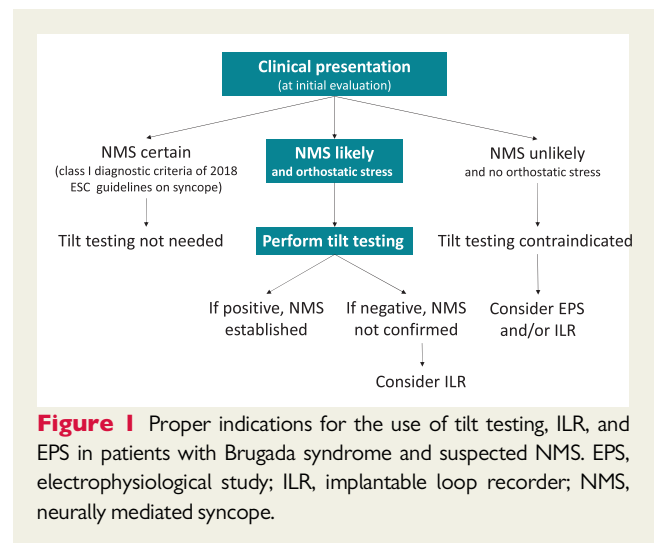 Clinical presentation
(at initial evaluation)
NMS certain
(class I diagnostic criteria of 2018
ESC guidelines on syncope)
NMS likely
and orthostatic stress
NMS unlikely
and no orthostatic stress
Tilt testing not needed
Perform tilt testing
Tilt testing contraindicated
If positive, NMS
established
If negative, NMS
not confirmed
Consider EPS
and/or ILR
Consider ILR
Figure 1 Proper indications for the use of tilt testing, ILR, and
EPS in patients with Brugada syndrome and suspected NMS. EPS,
electrophysiological study; ILR, implantable loop recorder; NMS,
neurally mediated syncope.